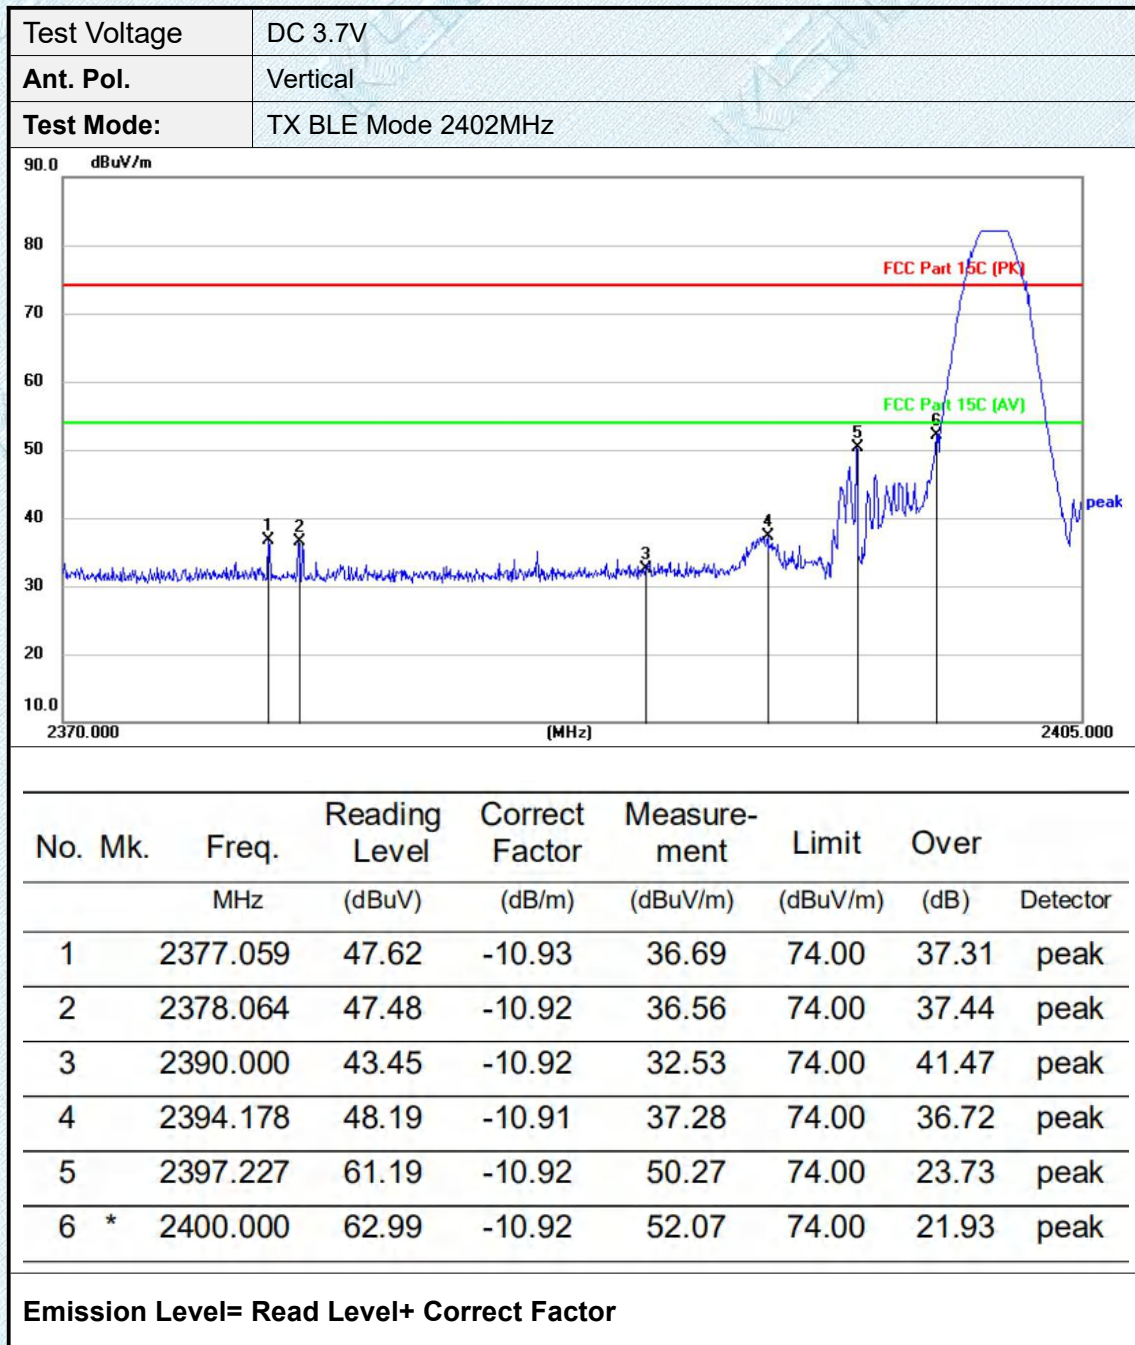 Test Voltage DC 3.7V
Ant. Pol. Vertical
Test Mode: TX BLE Mode 2402MHz
90.0 dBuV/m
80
FCC Part 15C (PK)
70
60
FCC Part 15C (AV)
50
40
30
20
10.0
1 2 3 4 5 6
peak
2370.000 (MHz) 2405.000
No. Mk. Freq. Reading Level Correct Factor Measure-ment Limit Over
MHz (dBuV) (dB/m) (dBuV/m) (dBuV/m) (dB) Detector
1 2377.059 47.62 -10.93 36.69 74.00 37.31 peak
2 2378.064 47.48 -10.92 36.56 74.00 37.44 peak
3 2390.000 43.45 -10.92 32.53 74.00 41.47 peak
4 2394.178 48.19 -10.91 37.28 74.00 36.72 peak
5 2397.227 61.19 -10.92 50.27 74.00 23.73 peak
6 * 2400.000 62.99 -10.92 52.07 74.00 21.93 peak
Emission Level= Read Level+ Correct Factor